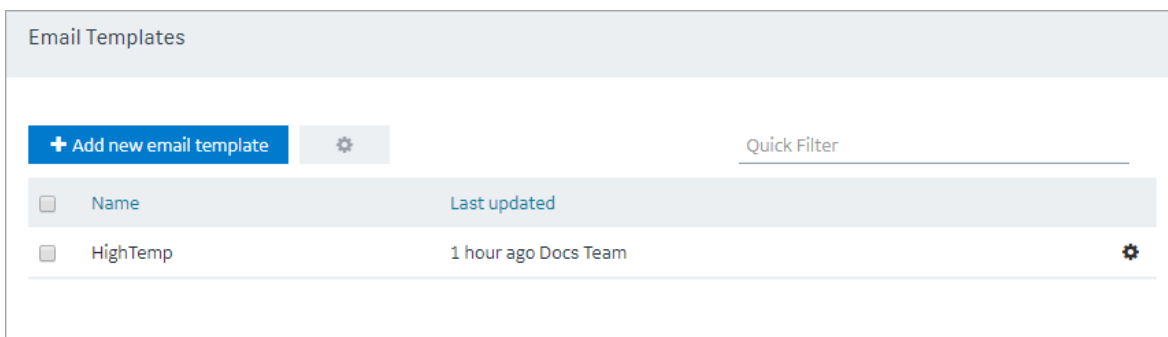 Email Templates
Add new email template
Quick Filter
Name Last updated
HighTemp 1 hour ago Docs Team